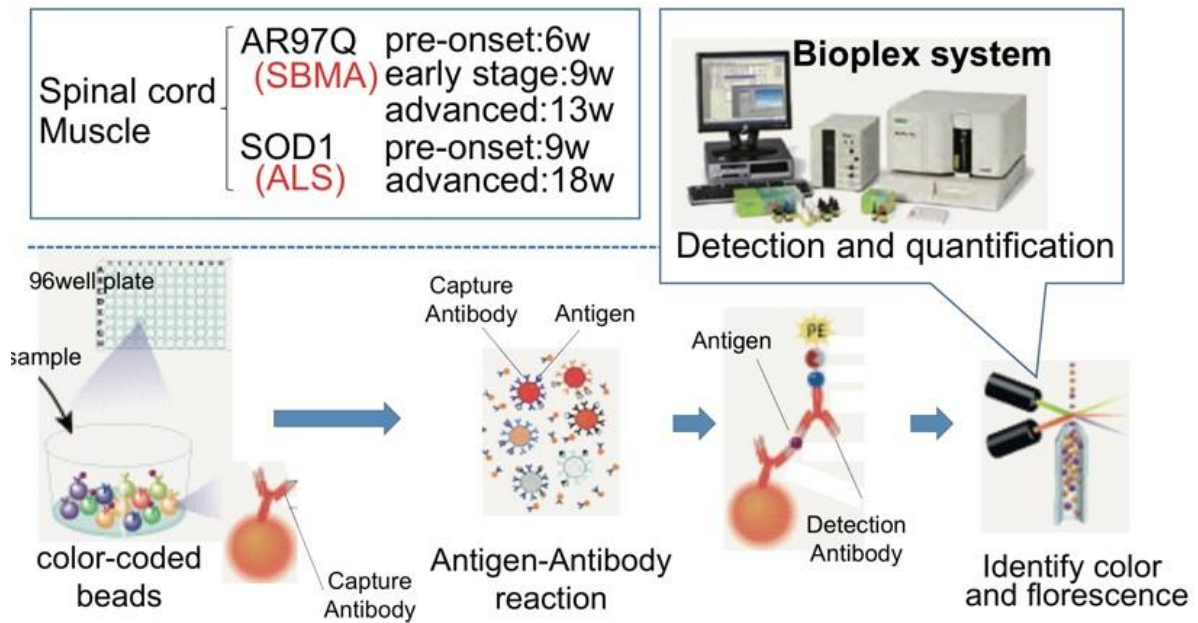 Spinal cord
Muscle
AR97Q pre-onset:6w
(SBMA) early stage:9w
advanced:13w
SOD1 pre-onset:9w
(ALS) advanced:18w
Bioplex system
Detection and quantification
96well plate
sample
color-coded
beads
Capture
Antibody
Capture
Antibody
Antigen
Antigen-Antibody
reaction
Antigen
PE
Detection
Antibody
Identify color
and florescence